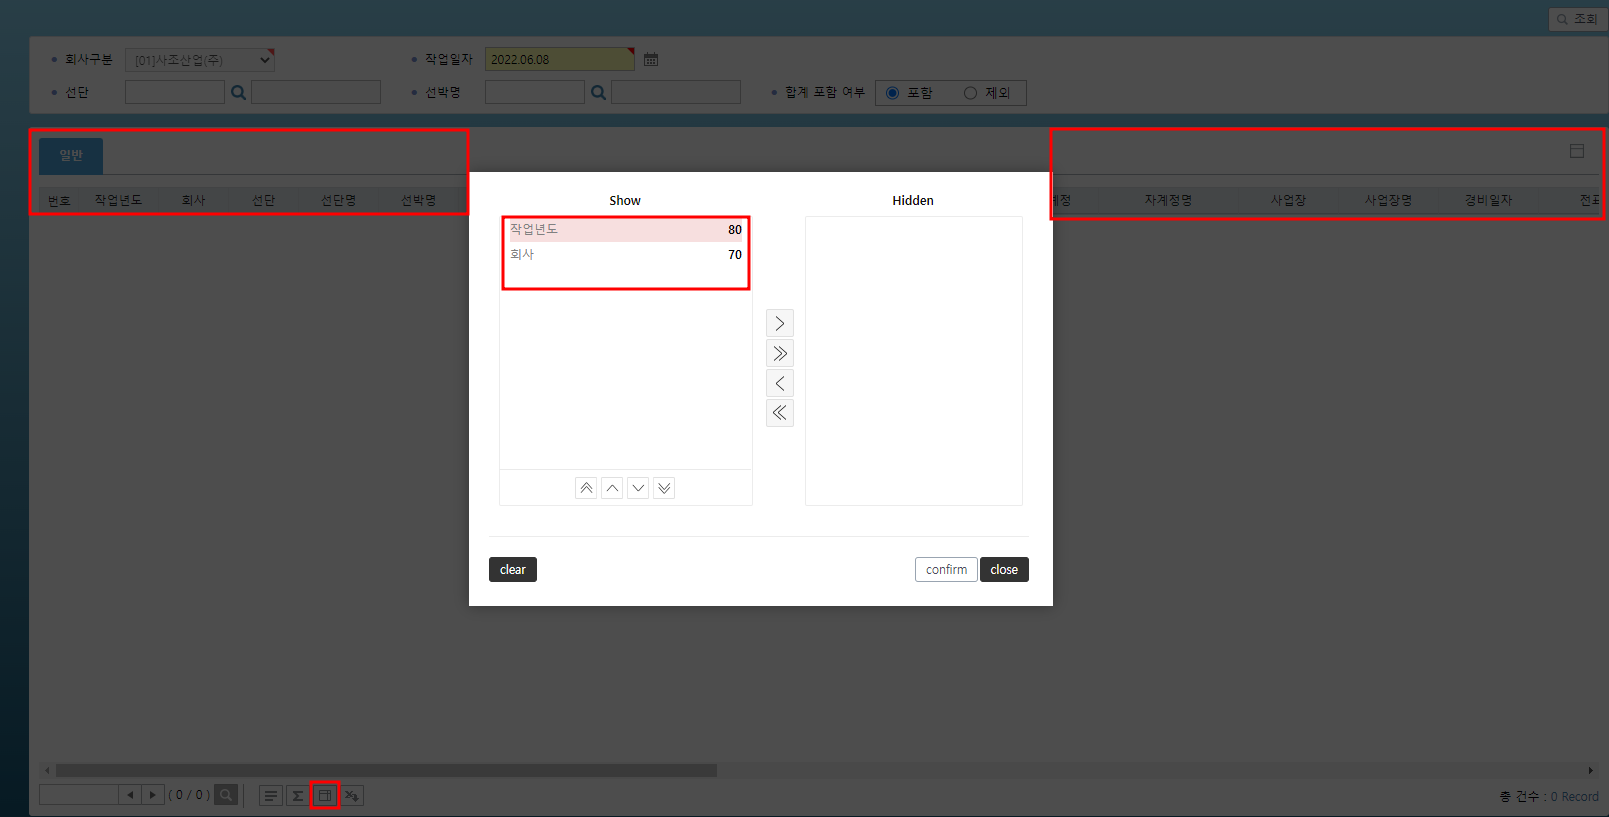 조회
회사구분 [01]사조산업(주) 작업일자 2022.06.08
선단 선박명 합계 포함 여부 포함 제외
일반
번호 작업년도 회사 선단 선단명 선박명 계정 자계정명 사업장 사업장명 경비일자 전표
Show Hidden
작업년도 80
회사 70
clear confirm close
( 0 / 0 )
총 건수 : 0 Record